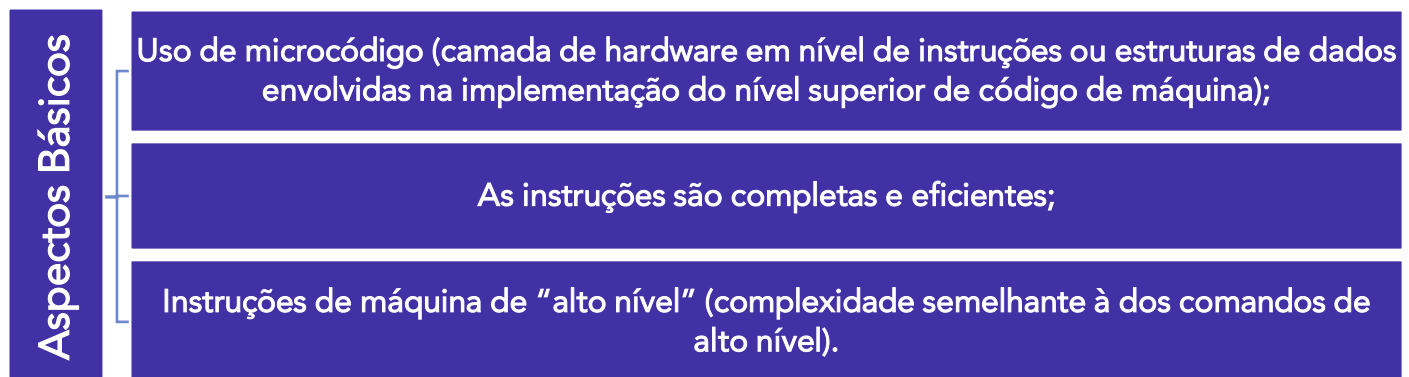 Aspectos Básicos
Uso de microcódigo (camada de hardware em nível de instruções ou estruturas de dados
envolvidas na implementação do nível superior de código de máquina);
As instruções são completas e eficientes;
Instruções de máquina de “alto nível” (complexidade semelhante à dos comandos de
alto nível).